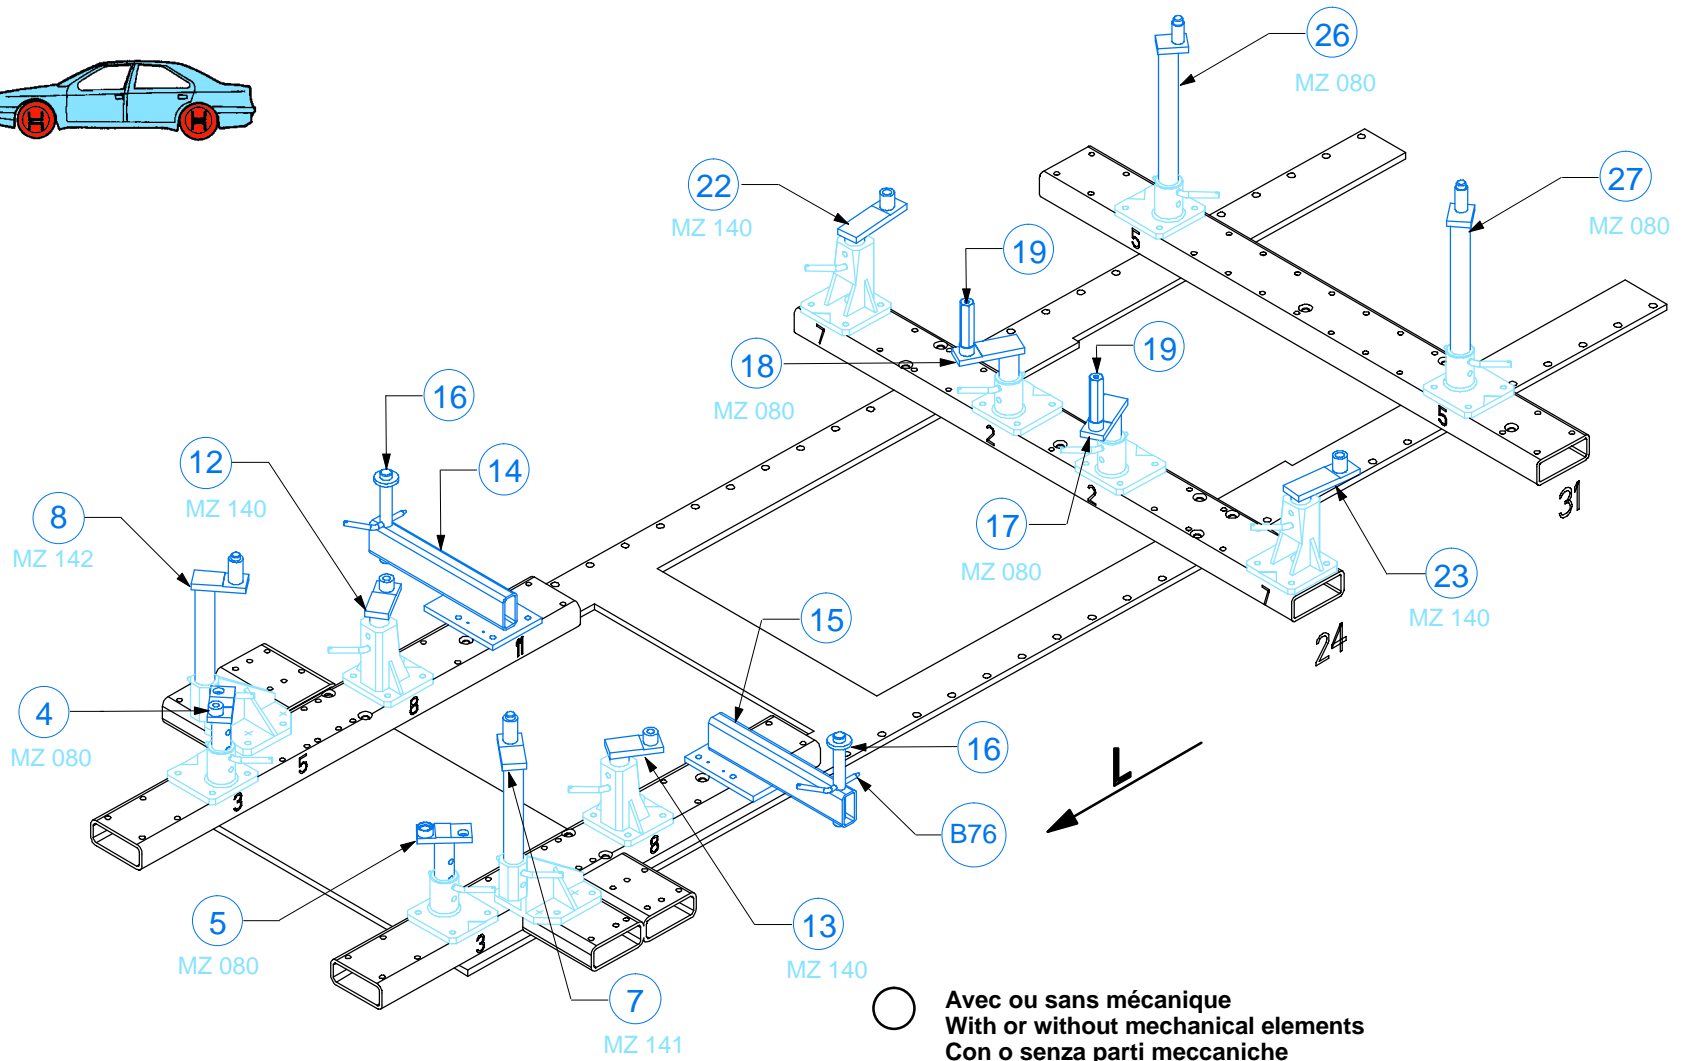 26
MZ 080
27
MZ 080
22
MZ 140
19
18
MZ 080
19
16
12
MZ 140
14
8
MZ 142
17
MZ 080
23
MZ 140
15
4
MZ 080
16
B76
5
MZ 080
13
MZ 140
7
MZ 141
5
5
31
7
2
2
7
24
11
8
5
3
8
3
L
Avec ou sans mécanique
With or without mechanical elements
Con o senza parti meccaniche